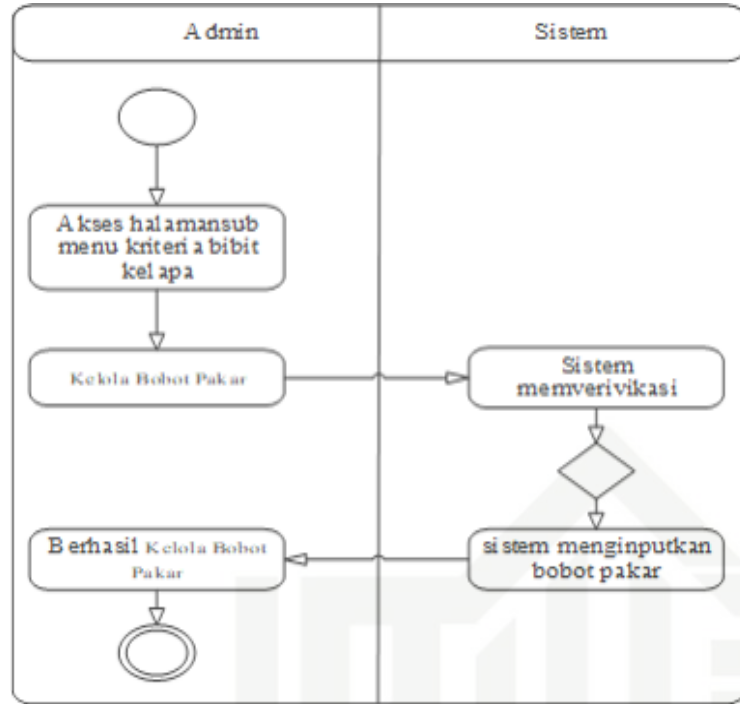 Admin
Sistem
Akses halamansub
menu kriteria bibit
kelapa
Kelola Bobot Pakar
Sistem
memverivikasi
sistem menginputkan
bobot pakar
Berhasil Kelola Bobot
Pakar